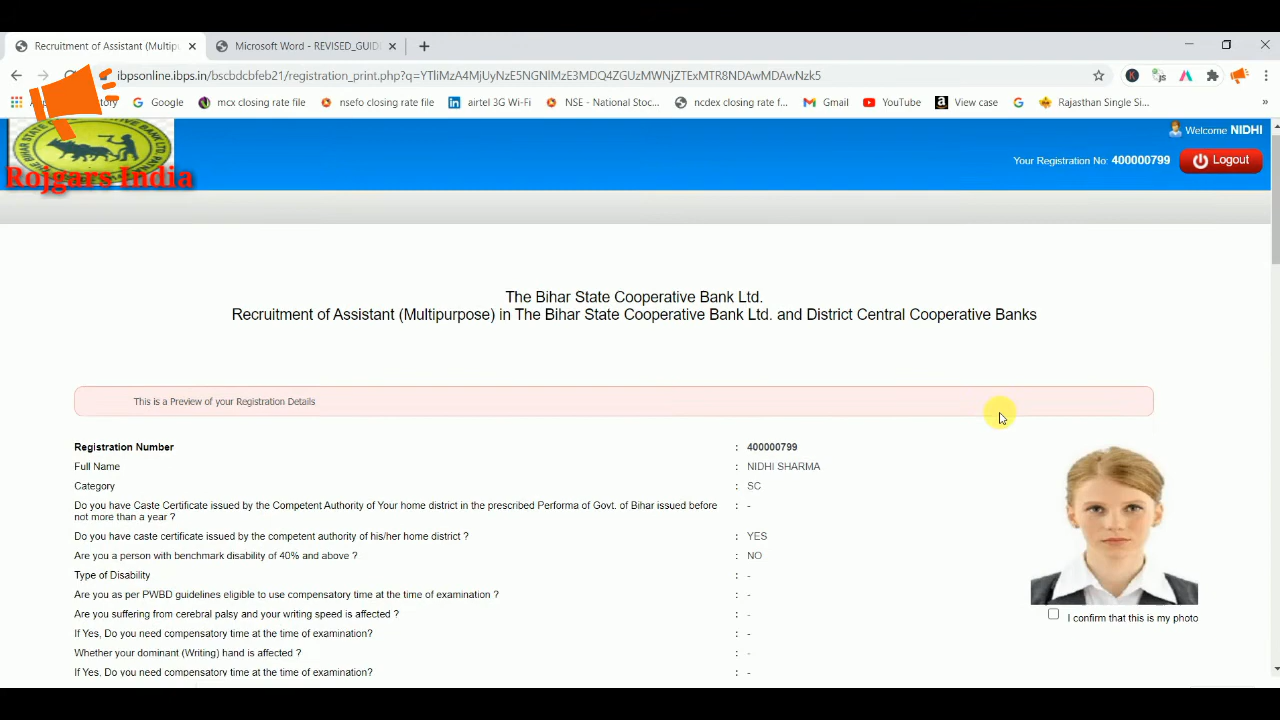 Recruitment of Assistant (Multipu
Microsoft Word - REVISED_GUID
ibpsonline.ibps.in/bscbdcbfeb21/registration_print.php?q=YTliMzA4MjUyNzE5NGNlMzE3MDQ4ZGUzMWNjZTExMTR8NDAwMDAwNzk5
Google
mcx closing rate file
nsefo closing rate file
airtel 3G Wi-Fi
NSE - National Stoc...
ncdex closing rate f...
Gmail
YouTube
View case
Rajasthan Single Si...
Rojgars India
Welcome NIDHI
Your Registration No: 400000799
Logout
The Bihar State Cooperative Bank Ltd.
Recruitment of Assistant (Multipurpose) in The Bihar State Cooperative Bank Ltd. and District Central Cooperative Banks
This is a Preview of your Registration Details
Registration Number : 400000799
Full Name : NIDHI SHARMA
Category : SC
Do you have Caste Certificate issued by the Competent Authority of Your home district in the prescribed Performa of Govt. of Bihar issued before : -
not more than a year ?
Do you have caste certificate issued by the competent authority of his/her home district ? : YES
Are you a person with benchmark disability of 40% and above ? : NO
Type of Disability : -
Are you as per PWBD guidelines eligible to use compensatory time at the time of examination ? : -
Are you suffering from cerebral palsy and your writing speed is affected ? : -
If Yes, Do you need compensatory time at the time of examination? : -
Whether your dominant (Writing) hand is affected ? : -
If Yes, Do you need compensatory time at the time of examination? : -
I confirm that this is my photo